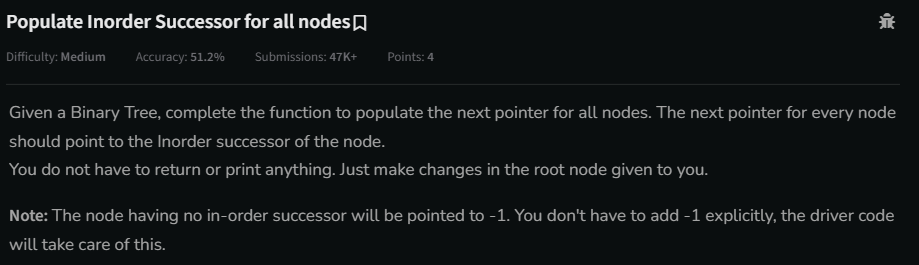 Populate Inorder Successor for all nodes
Difficulty: Medium Accuracy: 51.2% Submissions: 47K+ Points: 4
Given a Binary Tree, complete the function to populate the next pointer for all nodes. The next pointer for every node
should point to the Inorder successor of the node.
You do not have to return or print anything. Just make changes in the root node given to you.
Note: The node having no in-order successor will be pointed to -1. You don't have to add -1 explicitly, the driver code
will take care of this.